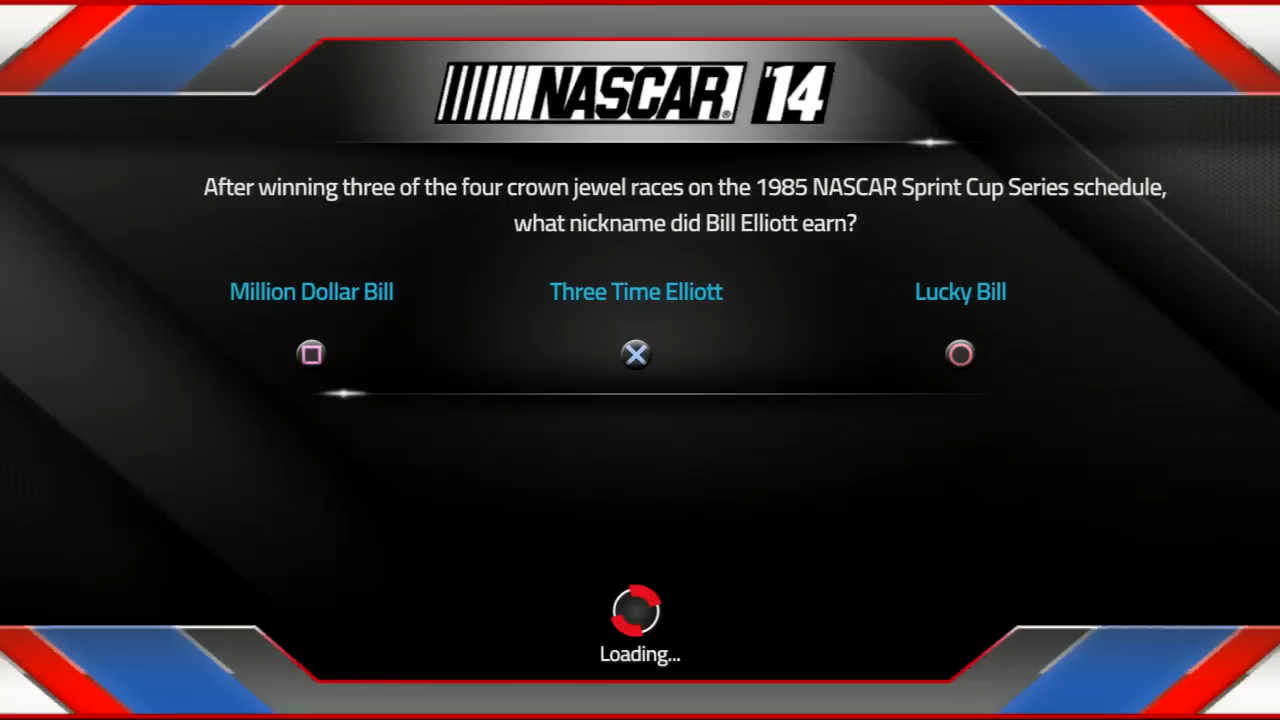 NASCAR '14
After winning three of the four crown jewel races on the 1985 NASCAR Sprint Cup Series schedule,
what nickname did Bill Elliott earn?
Million Dollar Bill Three Time Elliott Lucky Bill
Loading...